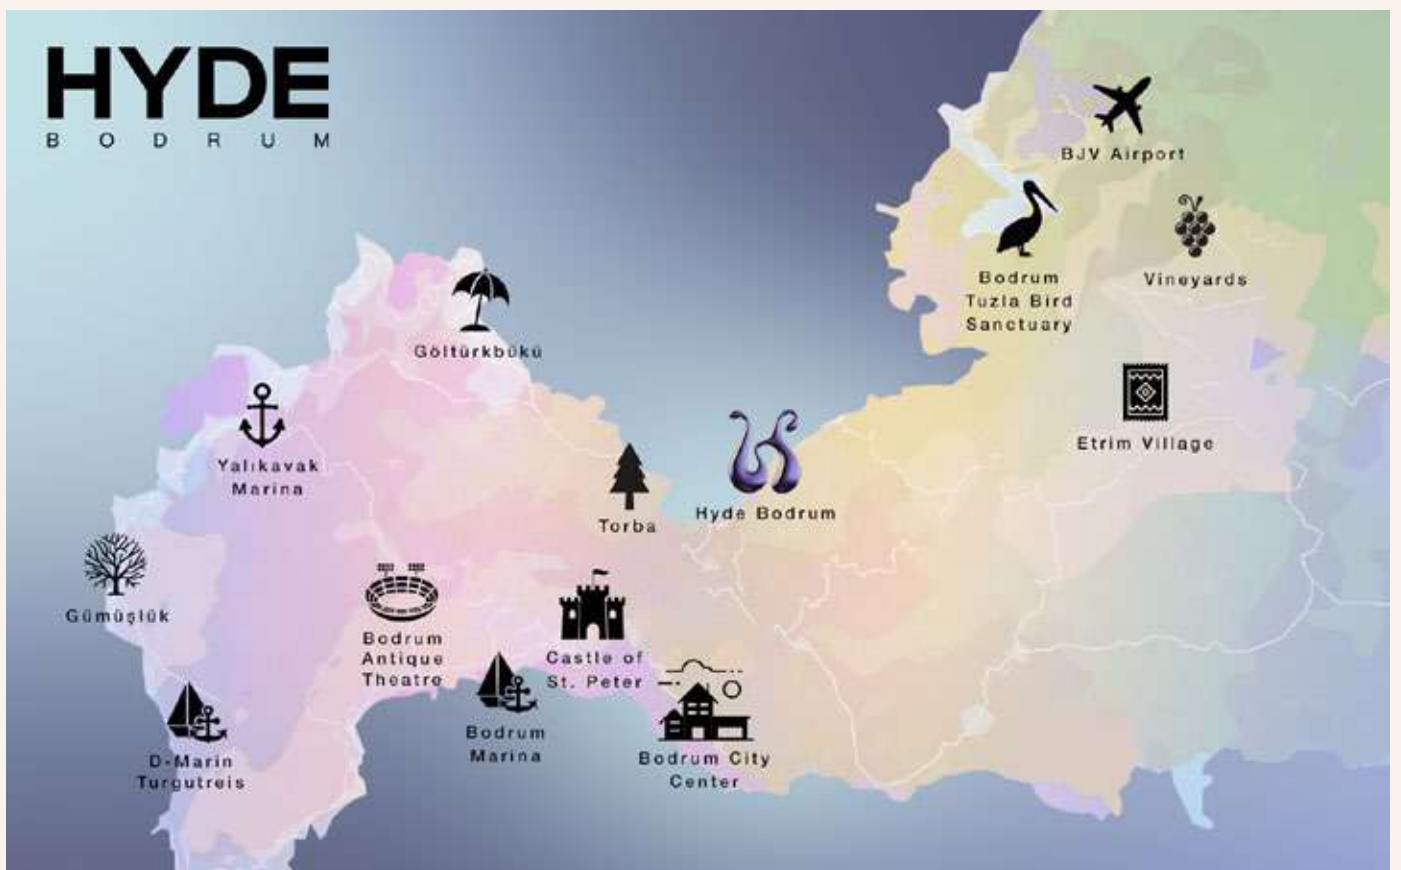 HYDE
BODRUM
BJV Airport
Bodrum
Tuzla Bird
Sanctuary
Vineyards
Göltürkbükü
Etrim Village
Yalıkavak
Marina
Hyde Bodrum
Torba
Gümüşlük
Bodrum
Antique
Theatre
Castle of
St. Peter
Bodrum
Marina
D-Marin
Turgutreis
Bodrum City
Center